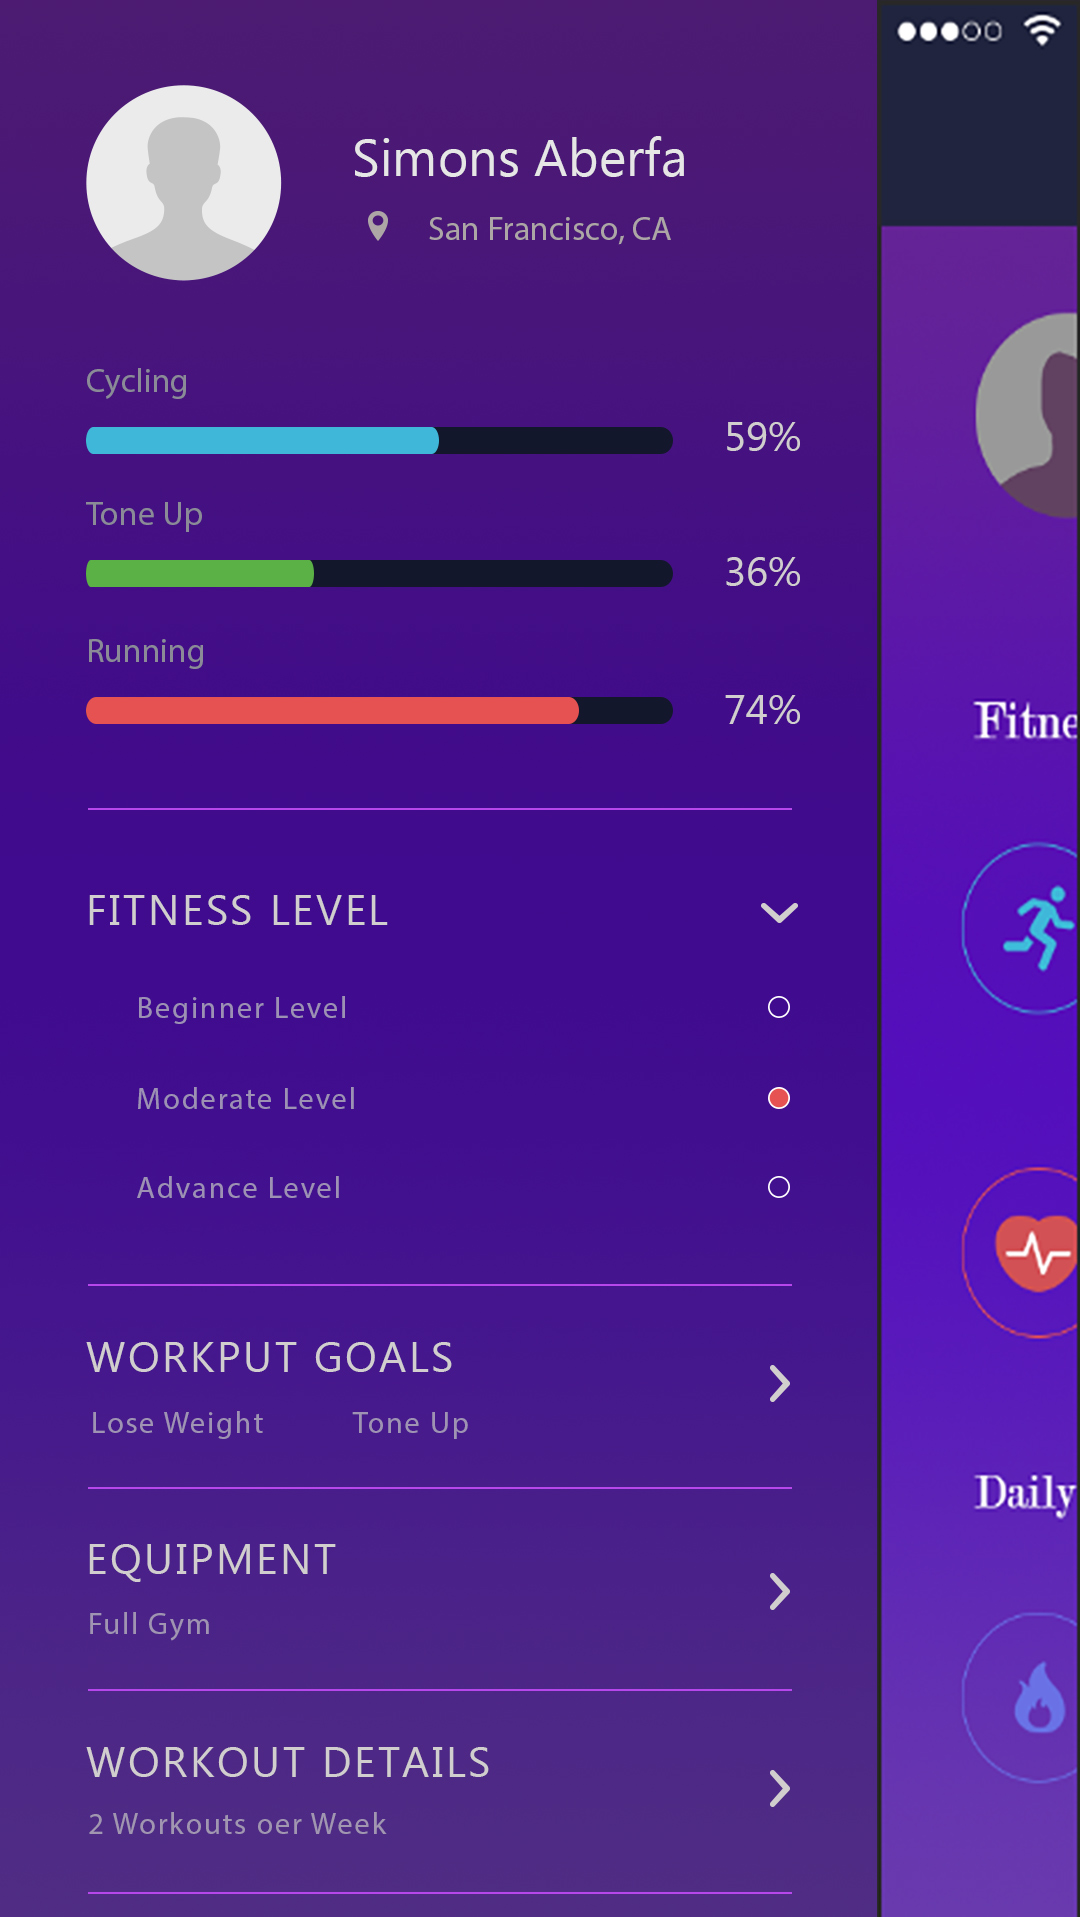 Simons Aberfa
San Francisco, CA
Cycling
59%
Tone Up
36%
Running
74%
FITNESS LEVEL
Beginner Level
Moderate Level
Advance Level
WORKPUT GOALS
Lose Weight Tone Up
EQUIPMENT
Full Gym
WORKOUT DETAILS
2 Workouts oer Week
Fitne
Daily